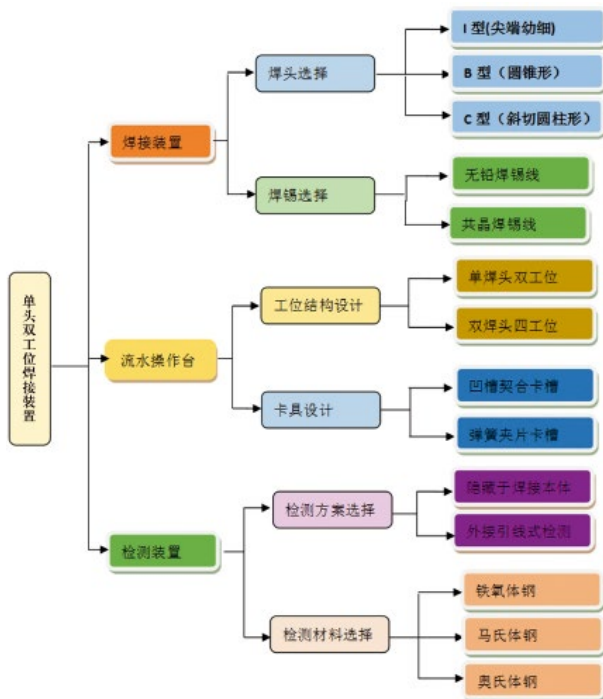 单头双工位焊接装置
焊接装置
焊头选择
I 型(尖端幼细)
B 型（圆锥形）
C 型（斜切圆柱形）
焊锡选择
无铅焊锡线
共晶焊锡线
流水操作台
工位结构设计
单焊头双工位
双焊头四工位
卡具设计
凹槽契合卡槽
弹簧夹片卡槽
检测装置
检测方案选择
隐藏于焊接本体
外接引线式检测
检测材料选择
铁氧体钢
马氏体钢
奥氏体钢